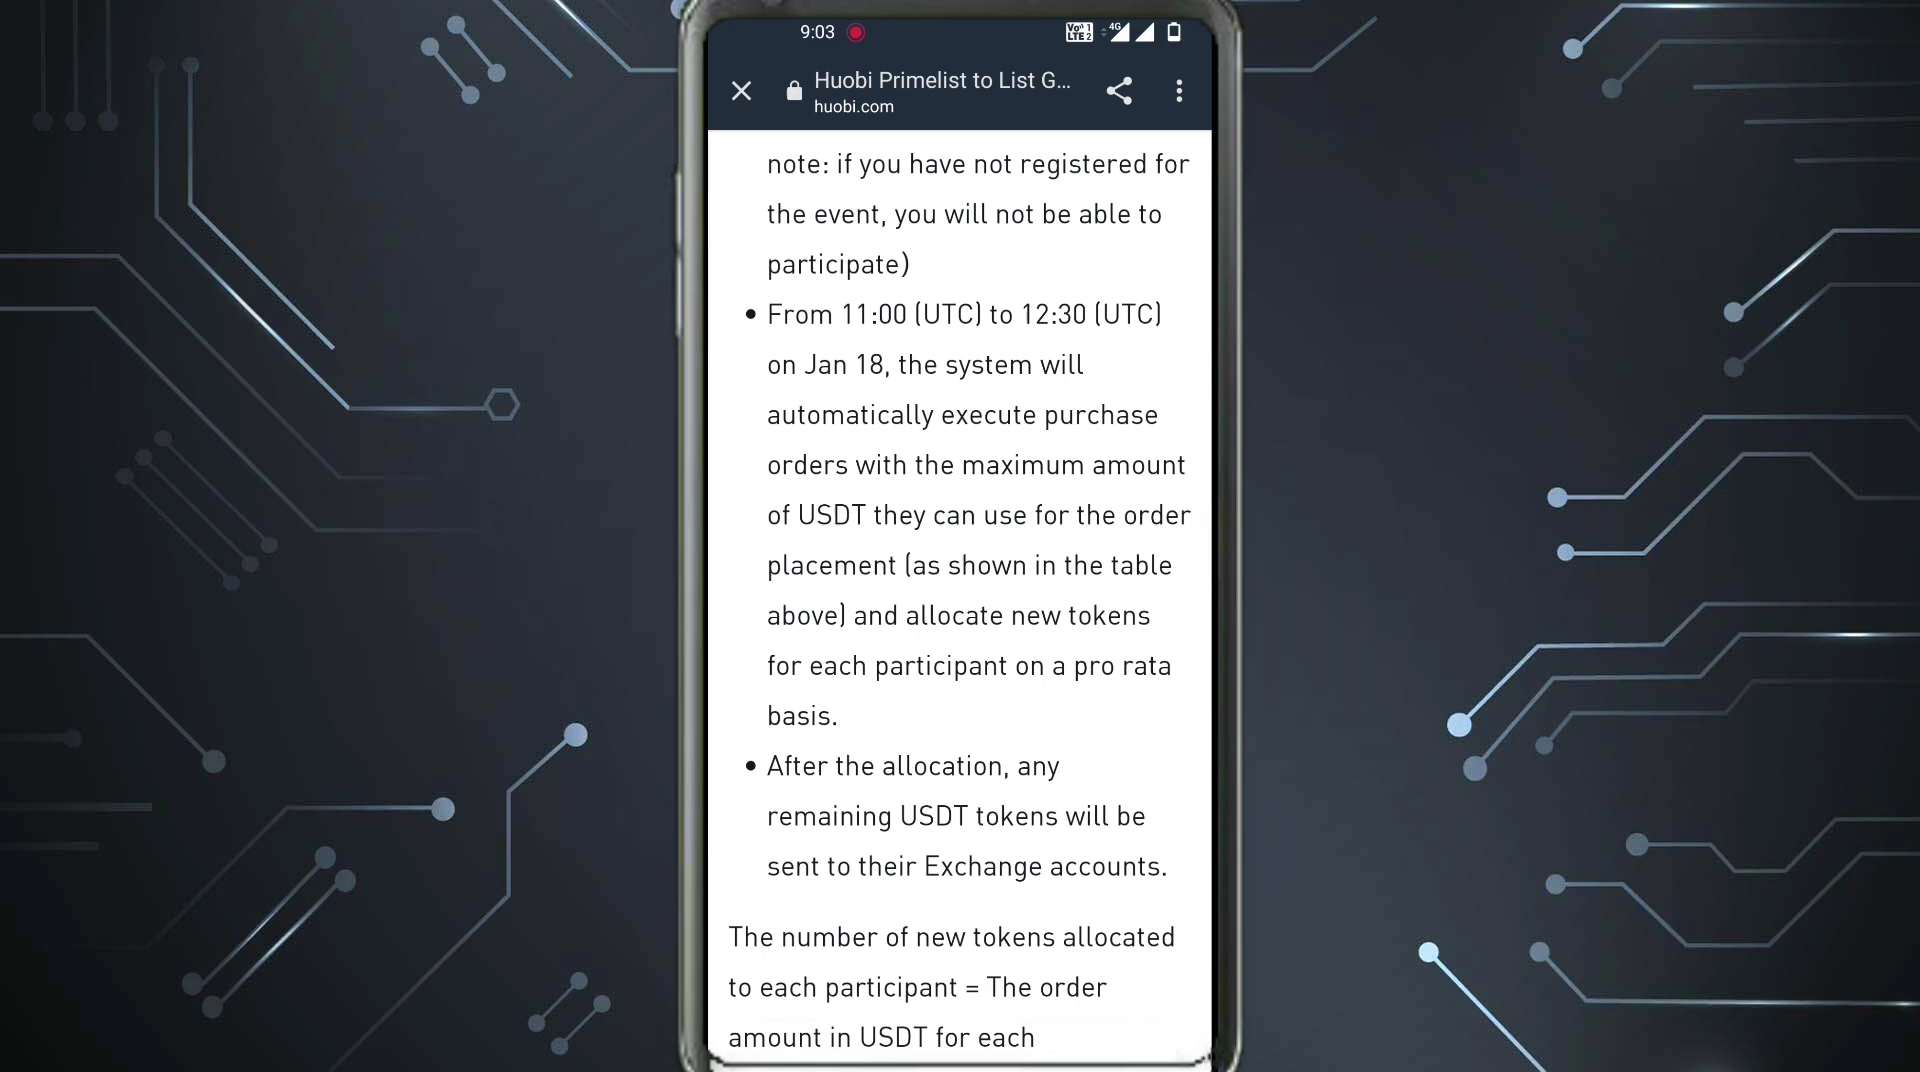 9:03
Vo 1
LTE 2
4G
Huobi Primelist to List G...
huobi.com
note: if you have not registered for
the event, you will not be able to
participate)
• From 11:00 (UTC) to 12:30 (UTC)
on Jan 18, the system will
automatically execute purchase
orders with the maximum amount
of USDT they can use for the order
placement (as shown in the table
above) and allocate new tokens
for each participant on a pro rata
basis.
• After the allocation, any
remaining USDT tokens will be
sent to their Exchange accounts.
The number of new tokens allocated
to each participant = The order
amount in USDT for each